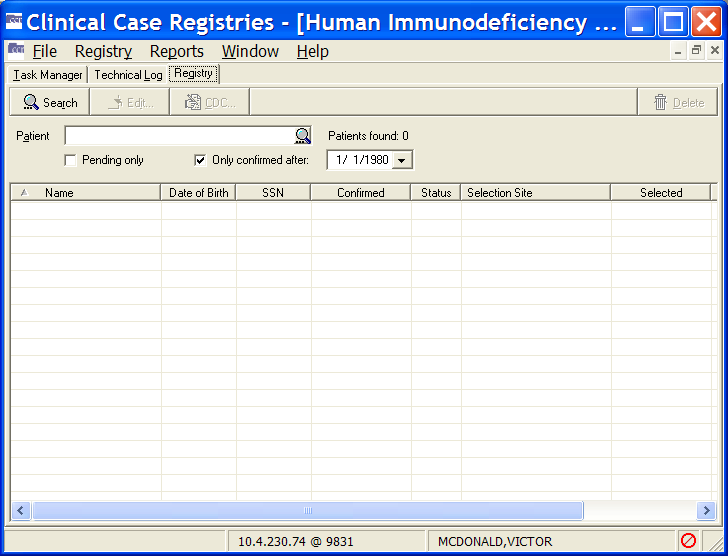 Clinical Case Registries - [Human Immunodeficiency ...
File Registry Reports Window Help
Task Manager Technical Log Registry
Search Edit... CDC... Delete
Patient Patients found: 0
Pending only Only confirmed after: 1/ 1/1980
Name Date of Birth SSN Confirmed Status Selection Site Selected
10.4.230.74 @ 9831 MCDONALD,VICTOR